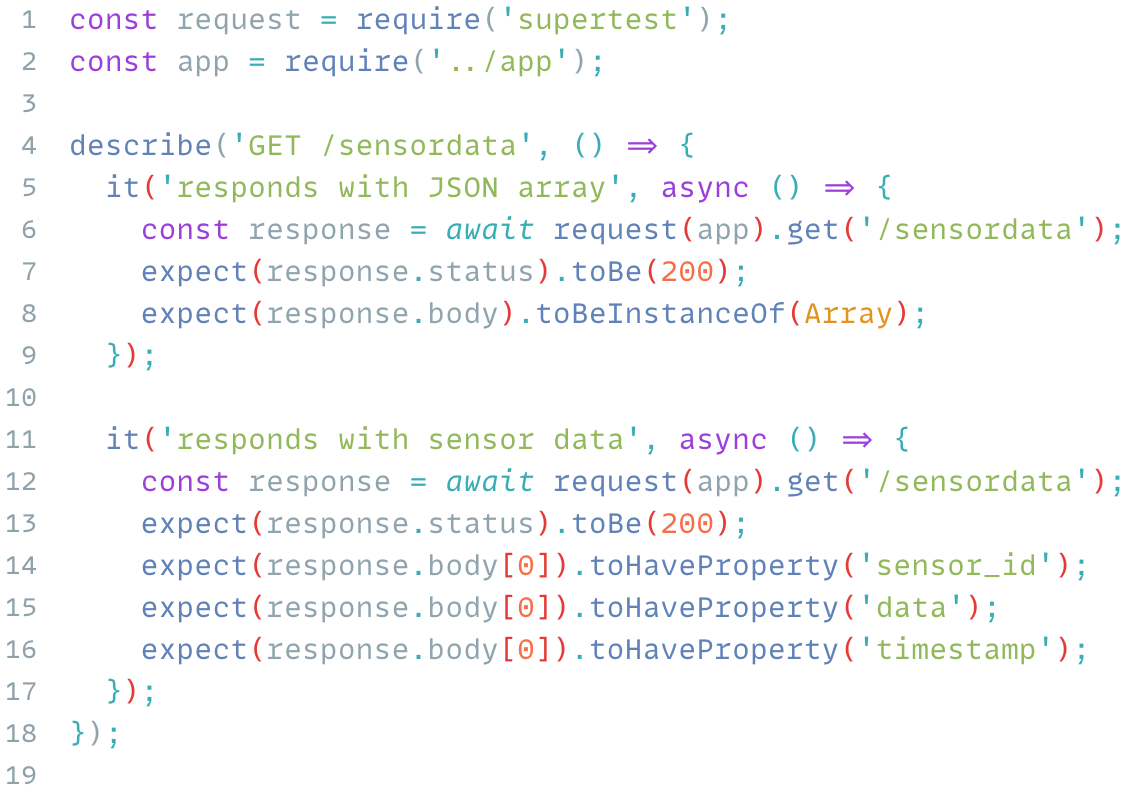 1 const request = require('supertest');
2 const app = require('../app');
3
4 describe('GET /sensordata', () => {
5   it('responds with JSON array', async () => {
6     const response = await request(app).get('/sensordata');
7     expect(response.status).toBe(200);
8     expect(response.body).toBeInstanceOf(Array);
9   });
10
11   it('responds with sensor data', async () => {
12     const response = await request(app).get('/sensordata');
13     expect(response.status).toBe(200);
14     expect(response.body[0]).toHaveProperty('sensor_id');
15     expect(response.body[0]).toHaveProperty('data');
16     expect(response.body[0]).toHaveProperty('timestamp');
17   });
18 });
19